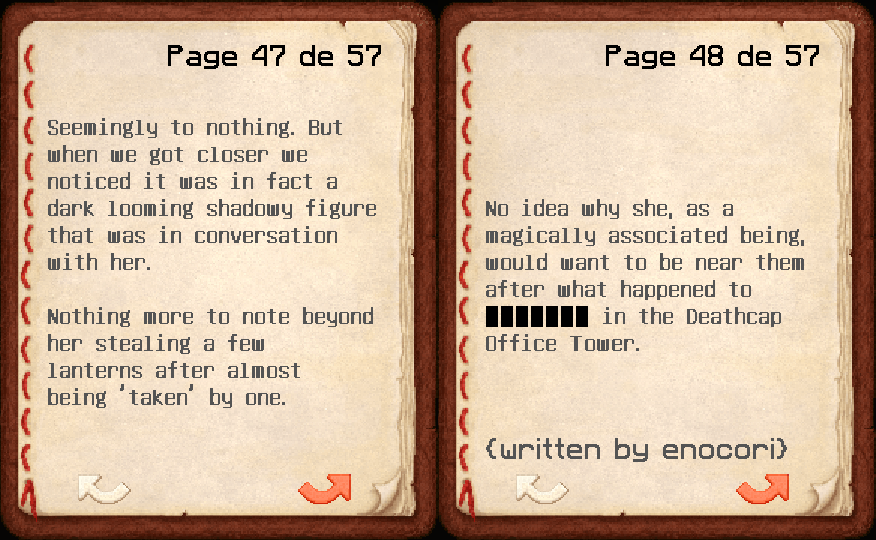 Page 47 de 57
Seemingly to nothing. But
when we got closer we
noticed it was in fact a
dark looming shadowy figure
that was in conversation
with her.
Nothing more to note beyond
her stealing a few
lanterns after almost
being 'taken' by one.
Page 48 de 57
No idea why she, as a
magically associated being,
would want to be near them
after what happened to
███████ in the Deathcap
Office Tower.
{written by enocori}